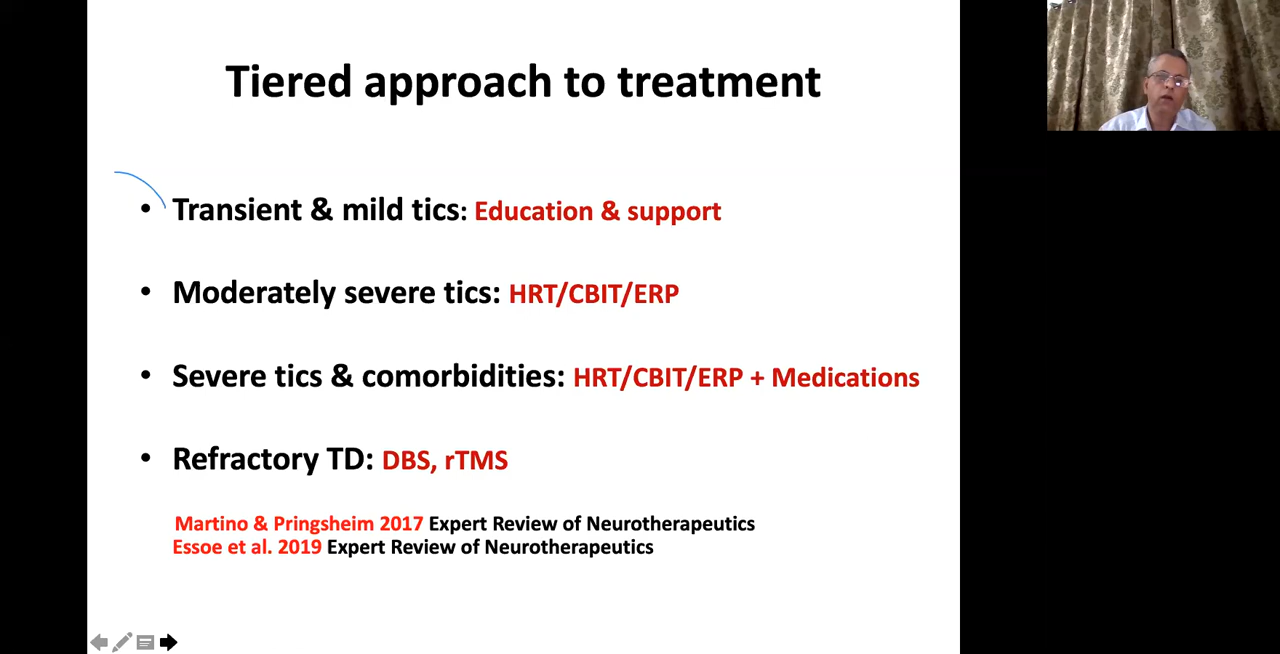 Tiered approach to treatment
• Transient & mild tics: Education & support
• Moderately severe tics: HRT/CBIT/ERP
• Severe tics & comorbidities: HRT/CBIT/ERP + Medications
• Refractory TD: DBS, rTMS
Martino & Pringsheim 2017 Expert Review of Neurotherapeutics
Essoe et al. 2019 Expert Review of Neurotherapeutics